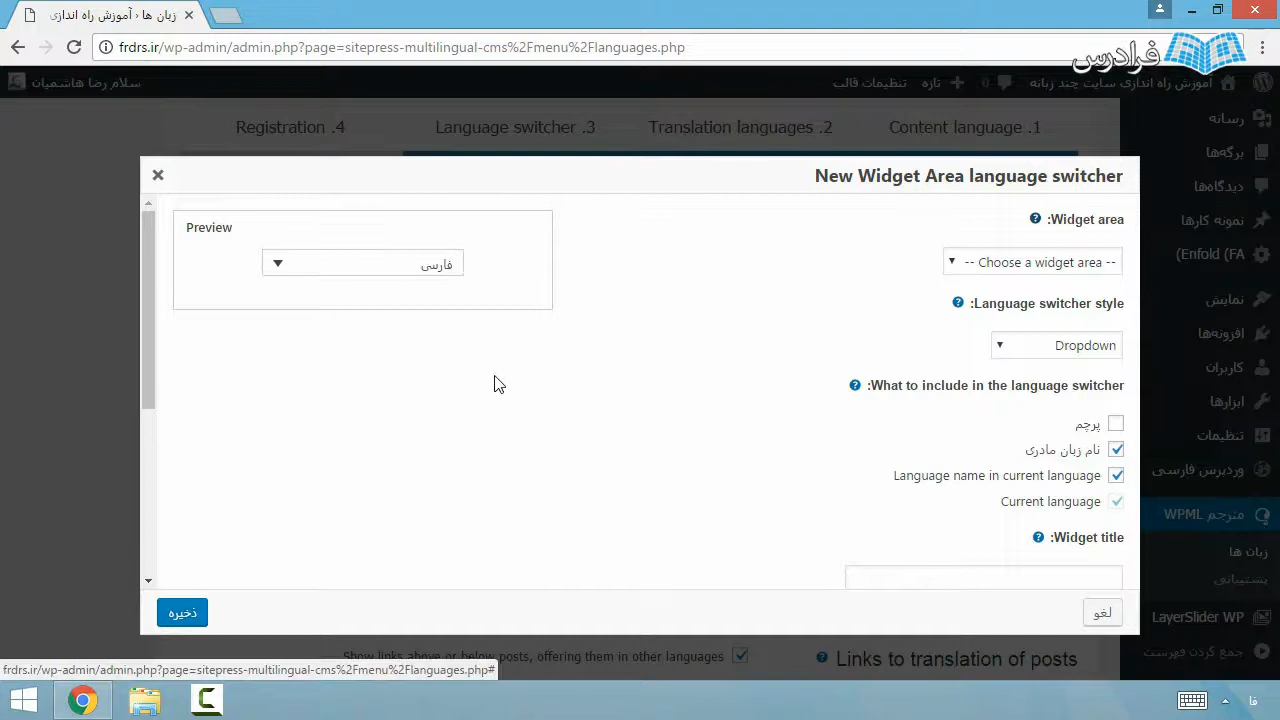 زبان ها ‹ آموزش راه اندازی
frdrs.ir/wp-admin/admin.php?page=sitepress-multilingual-cms%2Fmenu%2Flanguages.php
فرادرس
آموزش راه اندازی سایت چند زبانه
0
تازه
تنظیمات قالب
سلام رضا هاشمیان
1. Content language
2. Translation languages
3. Language switcher
4. Registration
New Widget Area language switcher
Widget area:
-- Choose a widget area --
Language switcher style:
Dropdown
What to include in the language switcher:
پرچم
نام زبان مادری
Language name in current language
Current language
Widget title:
Preview
فارسی
لغو
ذخیره
Links to translation of posts
Show links above or below posts, offering them in other languages
رسانه
برگه‌ها
دیدگاه‌ها
نمونه کارها
Enfold (FA)
نمایش
افزونه‌ها
کاربران
ابزارها
تنظیمات
وردپرس فارسی
مترجم WPML
زبان ها
پشتیبانی
LayerSlider WP
جمع کردن فهرست
frdrs.ir/wp-admin/admin.php?page=sitepress-multilingual-cms%2Fmenu%2Flanguages.php#
فا